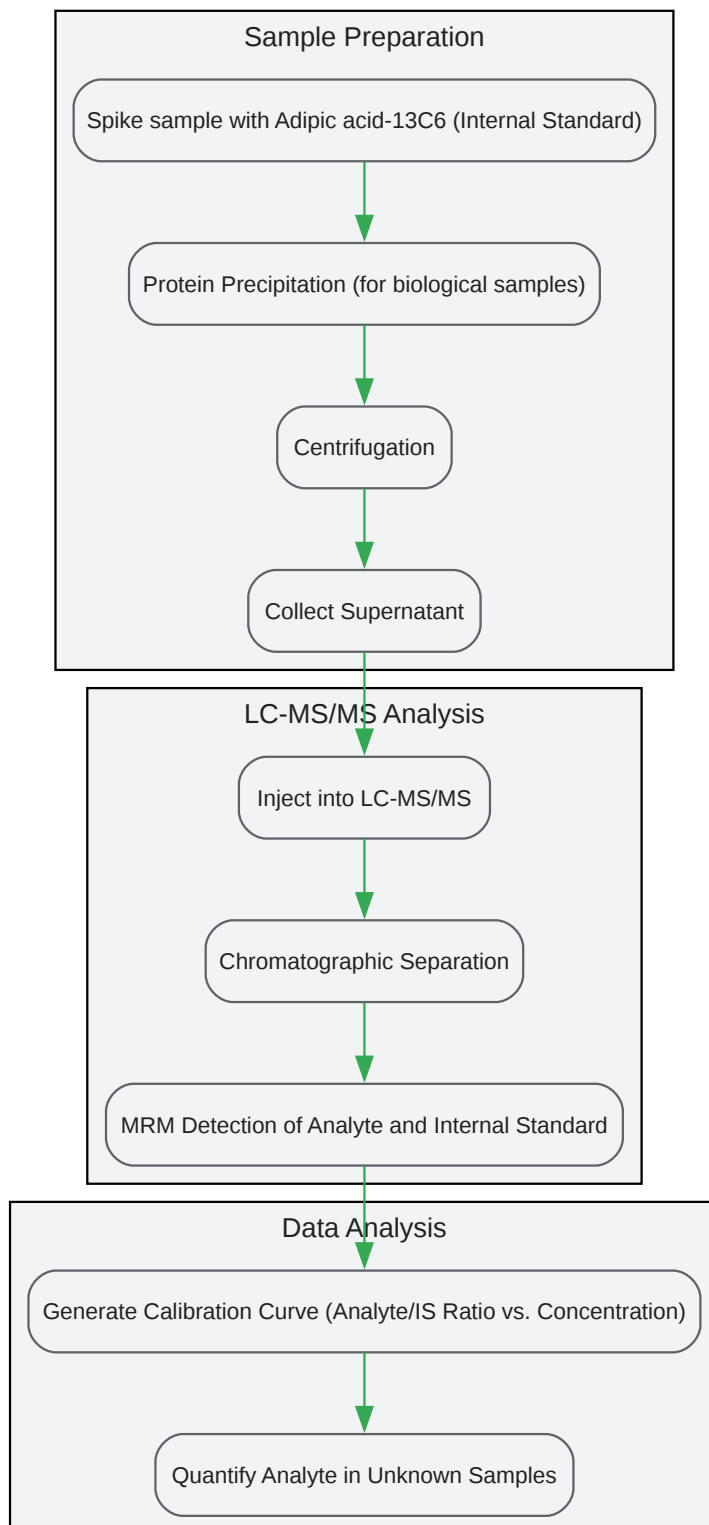 Sample Preparation
Spike sample with Adipic acid-13C6 (Internal Standard)
Protein Precipitation (for biological samples)
Centrifugation
Collect Supernatant
LC-MS/MS Analysis
Inject into LC-MS/MS
Chromatographic Separation
MRM Detection of Analyte and Internal Standard
Data Analysis
Generate Calibration Curve (Analyte/IS Ratio vs. Concentration)
Quantify Analyte in Unknown Samples